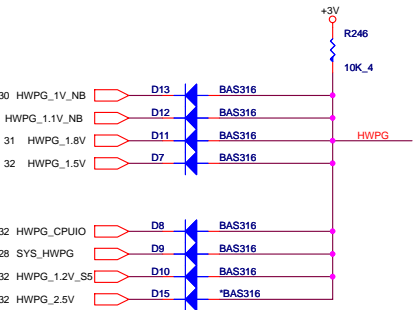 +3V
R246
10K_4
30 HWPG_1V_NB D13 BAS316
HWPG_1.1V_NB D12 BAS316
31 HWPG_1.8V D11 BAS316
HWPG
32 HWPG_1.5V D7 BAS316
32 HWPG_CPUIO D8 BAS316
28 SYS_HWPG D9 BAS316
32 HWPG_1.2V_S5 D10 BAS316
32 HWPG_2.5V D15 *BAS316